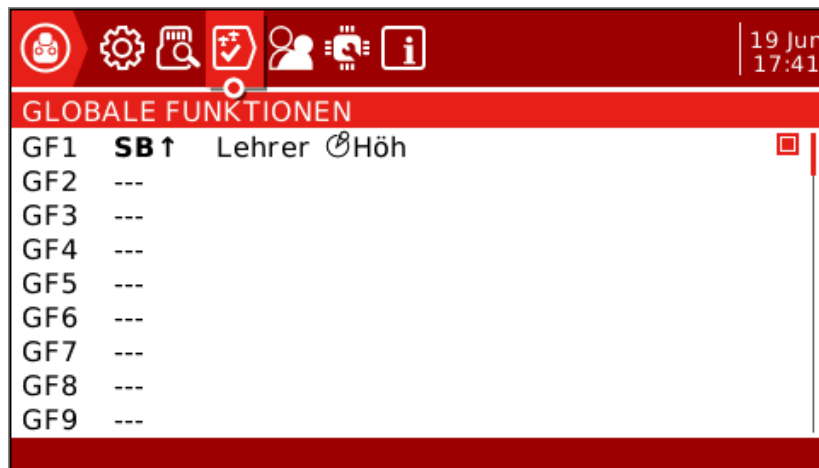 19 Jun
17:41
GLOBALE FUNKTIONEN
GF1 SB↑ Lehrer Höh
GF2 ---
GF3 ---
GF4 ---
GF5 ---
GF6 ---
GF7 ---
GF8 ---
GF9 ---